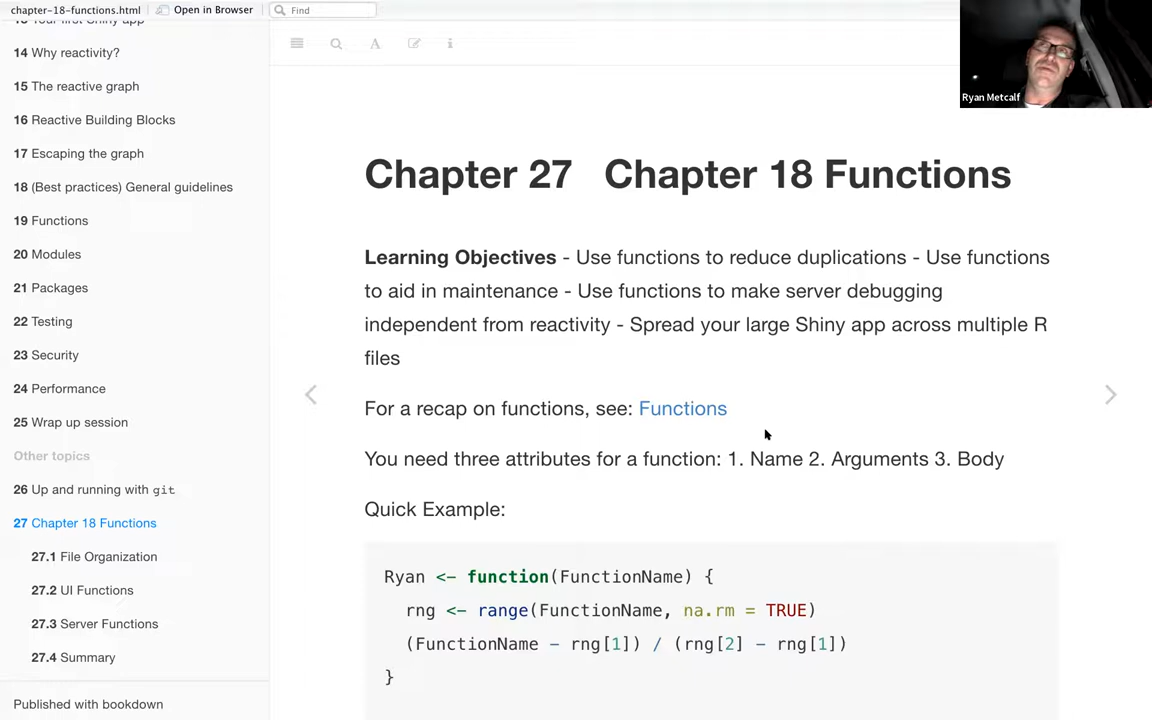 chapter-18-functions.html Open in Browser Find
Your first Shiny app
14 Why reactivity?
15 The reactive graph
16 Reactive Building Blocks
17 Escaping the graph
18 (Best practices) General guidelines
19 Functions
20 Modules
21 Packages
22 Testing
23 Security
24 Performance
25 Wrap up session
Other topics
26 Up and running with git
27 Chapter 18 Functions
27.1 File Organization
27.2 UI Functions
27.3 Server Functions
27.4 Summary
Published with bookdown
Ryan Metcalf
Chapter 27 Chapter 18 Functions
Learning Objectives - Use functions to reduce duplications - Use functions
to aid in maintenance - Use functions to make server debugging
independent from reactivity - Spread your large Shiny app across multiple R
files
For a recap on functions, see: Functions
You need three attributes for a function: 1. Name 2. Arguments 3. Body
Quick Example:
Ryan <- function(FunctionName) {
rng <- range(FunctionName, na.rm = TRUE)
(FunctionName - rng[1]) / (rng[2] - rng[1])
}